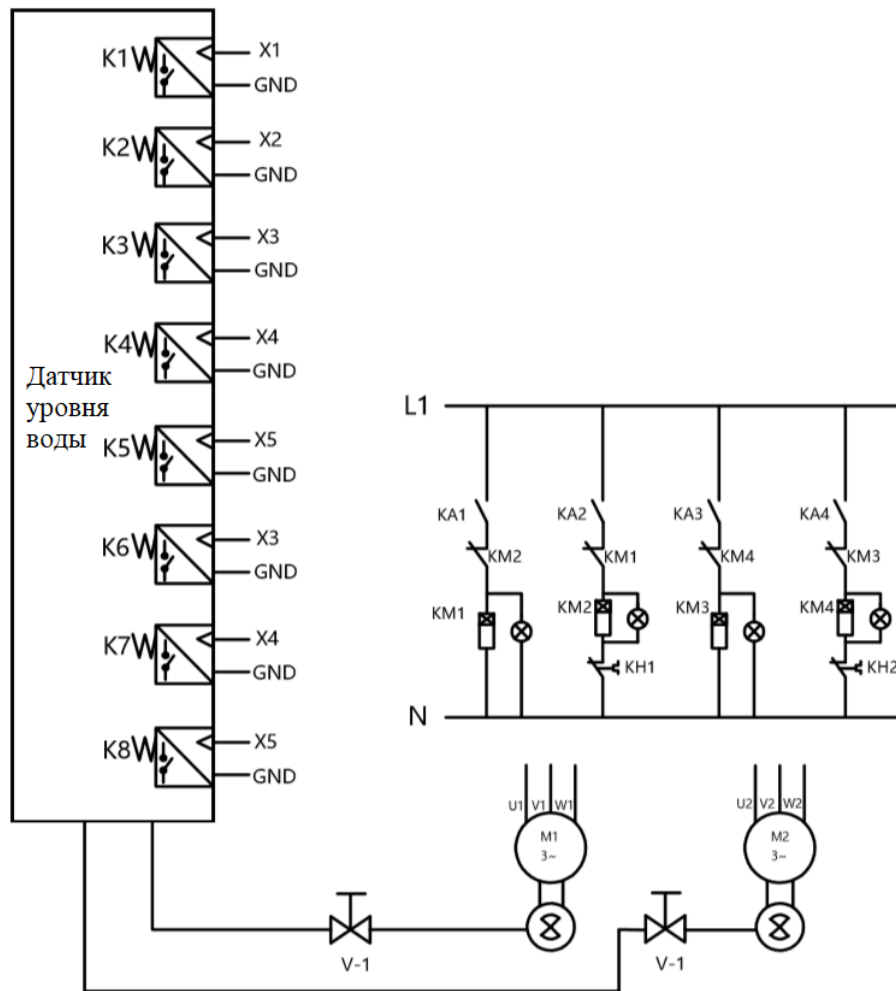 K1
X1
GND
K2
X2
GND
K3
X3
GND
K4
X4
GND
Датчик
уровня
воды
K5
X5
GND
K6
X3
GND
K7
X4
GND
K8
X5
GND
L1
KA1
KA2
KA3
KA4
KM2
KM1
KM4
KM3
KM1
KM2
KM3
KM4
KH1
KH2
N
U1 V1 W1
M1
3~
U2 V2 W2
M2
3~
V-1
V-1